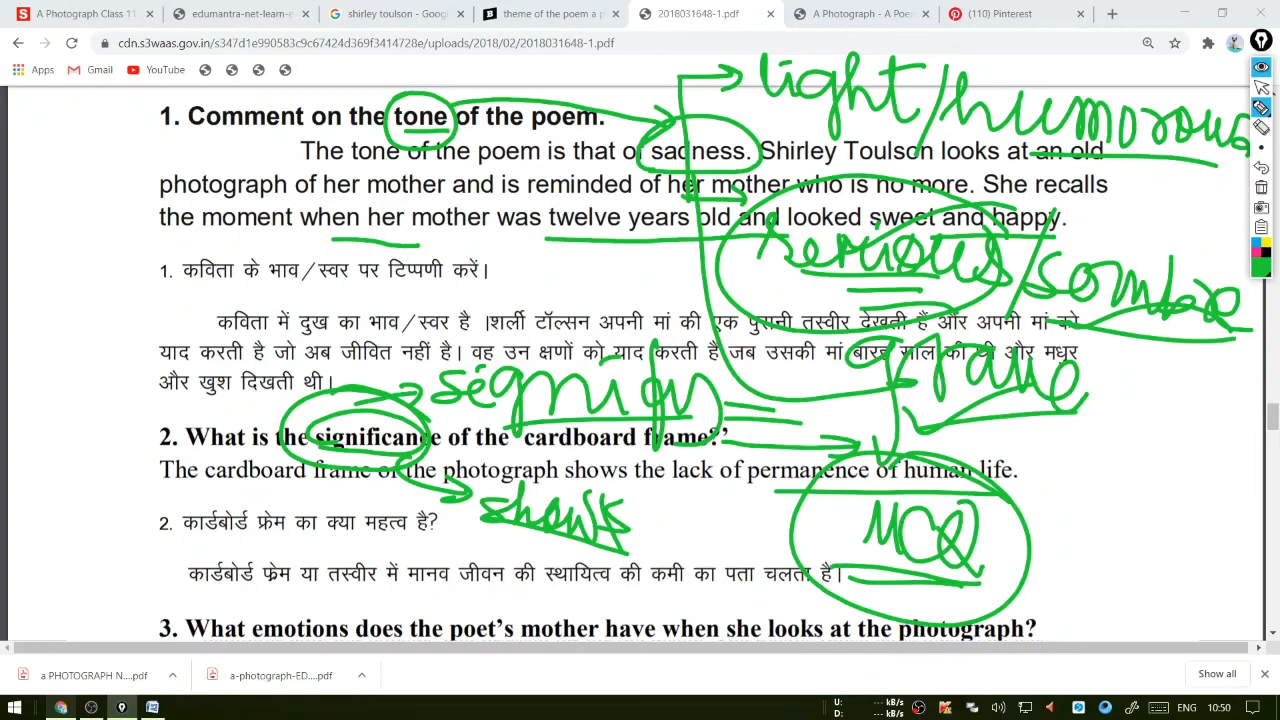 A Photograph Class 11
edumantra-net-learn-e
shirley toulson - Goog
theme of the poem a p
2018031648-1.pdf
A Photograph - A Poe
(110) Pinterest
cdn.s3waas.gov.in/s347d1e990583c9c67424d369f3414728e/uploads/2018/02/2018031648-1.pdf
Apps
Gmail
YouTube
light/humorous
1. Comment on the tone of the poem.
The tone of the poem is that of sadness. Shirley Toulson looks at an old
photograph of her mother and is reminded of her mother who is no more. She recalls
the moment when her mother was twelve years old and looked sweet and happy.
serious/sombre
1. कविता के भाव/स्वर पर टिप्पणी करें।
कविता में दुख का भाव/स्वर है ।शर्ली टॉल्सन अपनी मां की एक पुरानी तस्वीर देखती हैं और अपनी मां को
याद करती है जो अब जीवित नहीं है। वह उन क्षणों को याद करती है जब उसकी मां बारह साल की थी और मधुर
और खुश दिखती थी।
grave
2. What is the significance of the 'cardboard frame?'
The cardboard frame of the photograph shows the lack of permanence of human life.
shows
MCQ
2. कार्डबोर्ड फ्रेम का क्या महत्व है?
कार्डबोर्ड फ्रेम या तस्वीर में मानव जीवन की स्थायित्व की कमी का पता चलता है।
3. What emotions does the poet's mother have when she looks at the photograph?
a PHOTOGRAPH N....pdf
a-photograph-ED....pdf
Show all
U: --- kB/s
D: --- kB/s
ENG
10:50